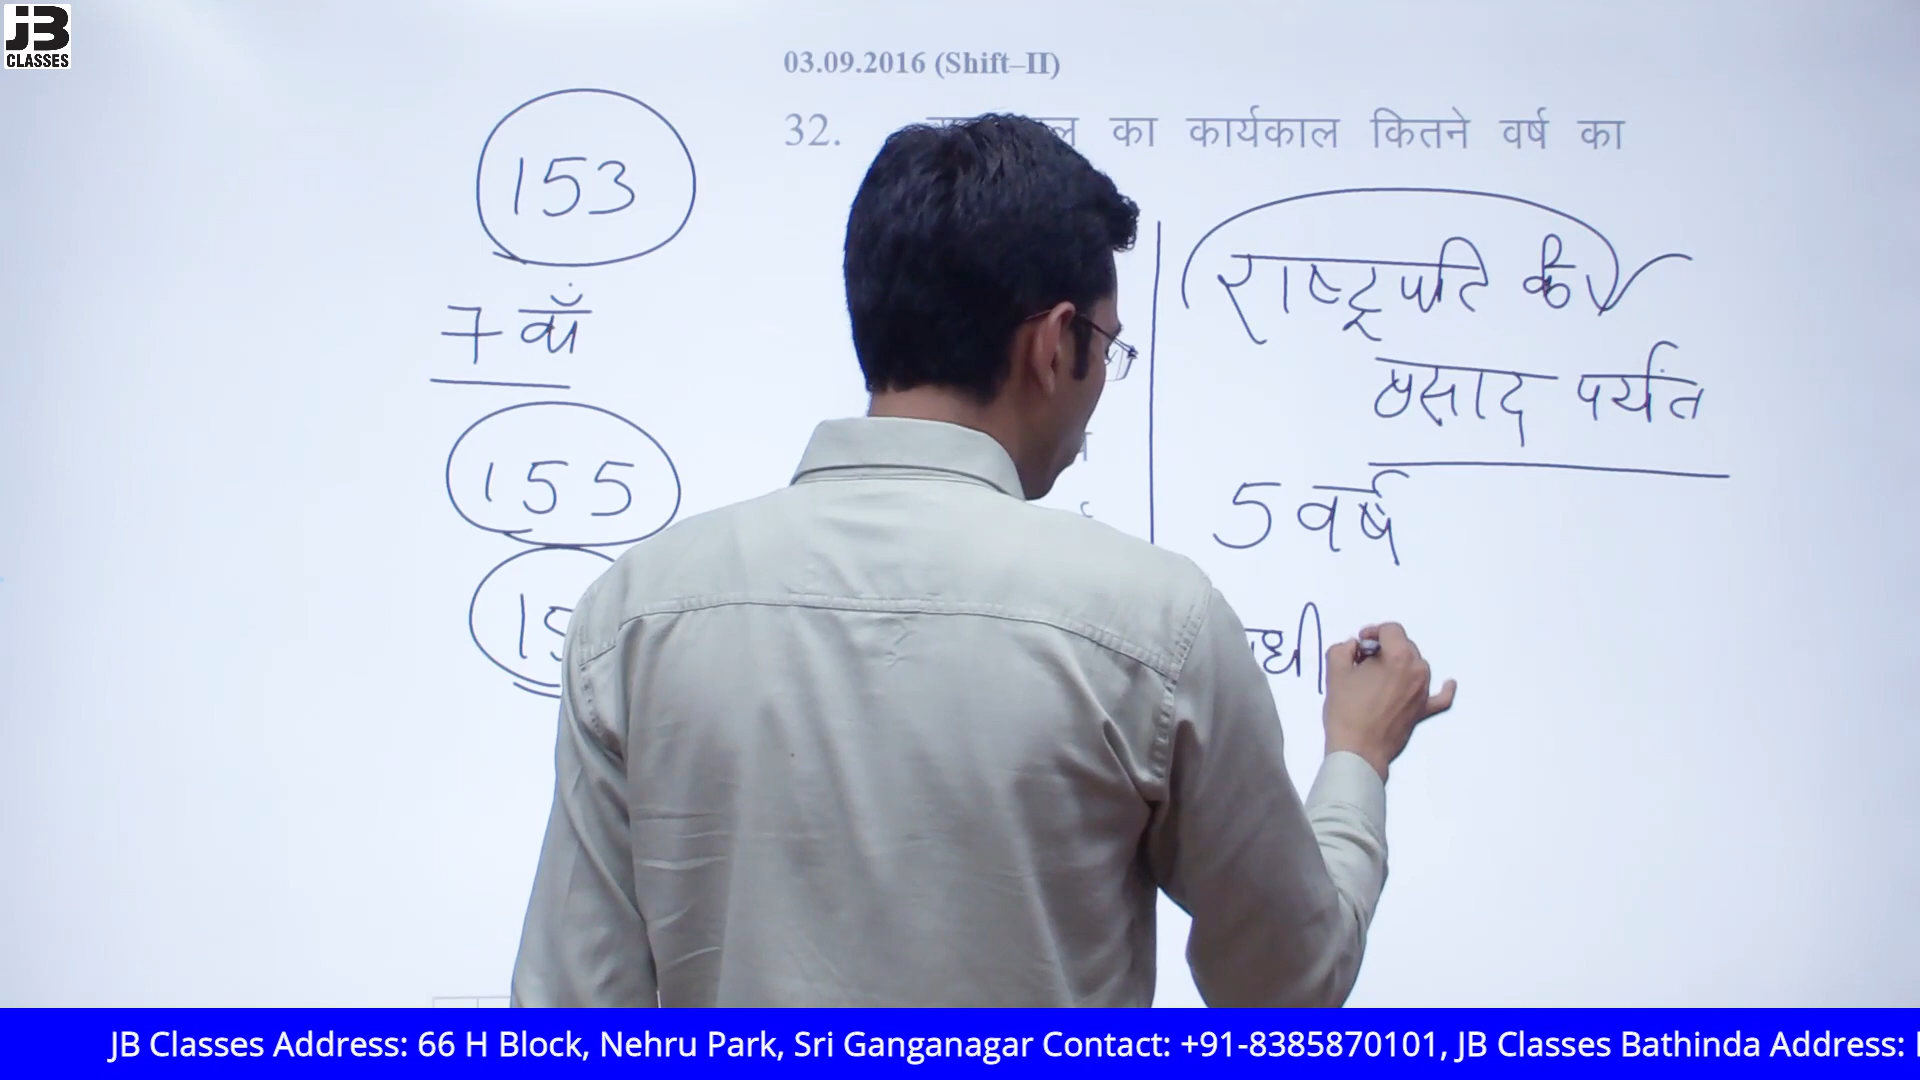 JB
CLASSES
03.09.2016 (Shift–II)
32. का कार्यकाल कितने वर्ष का
153
7वाँ
155
15
राष्ट्रपति के
प्रसाद पर्यंत
5 वर्ष
धी
JB Classes Address: 66 H Block, Nehru Park, Sri Ganganagar Contact: +91-8385870101, JB Classes Bathinda Address: